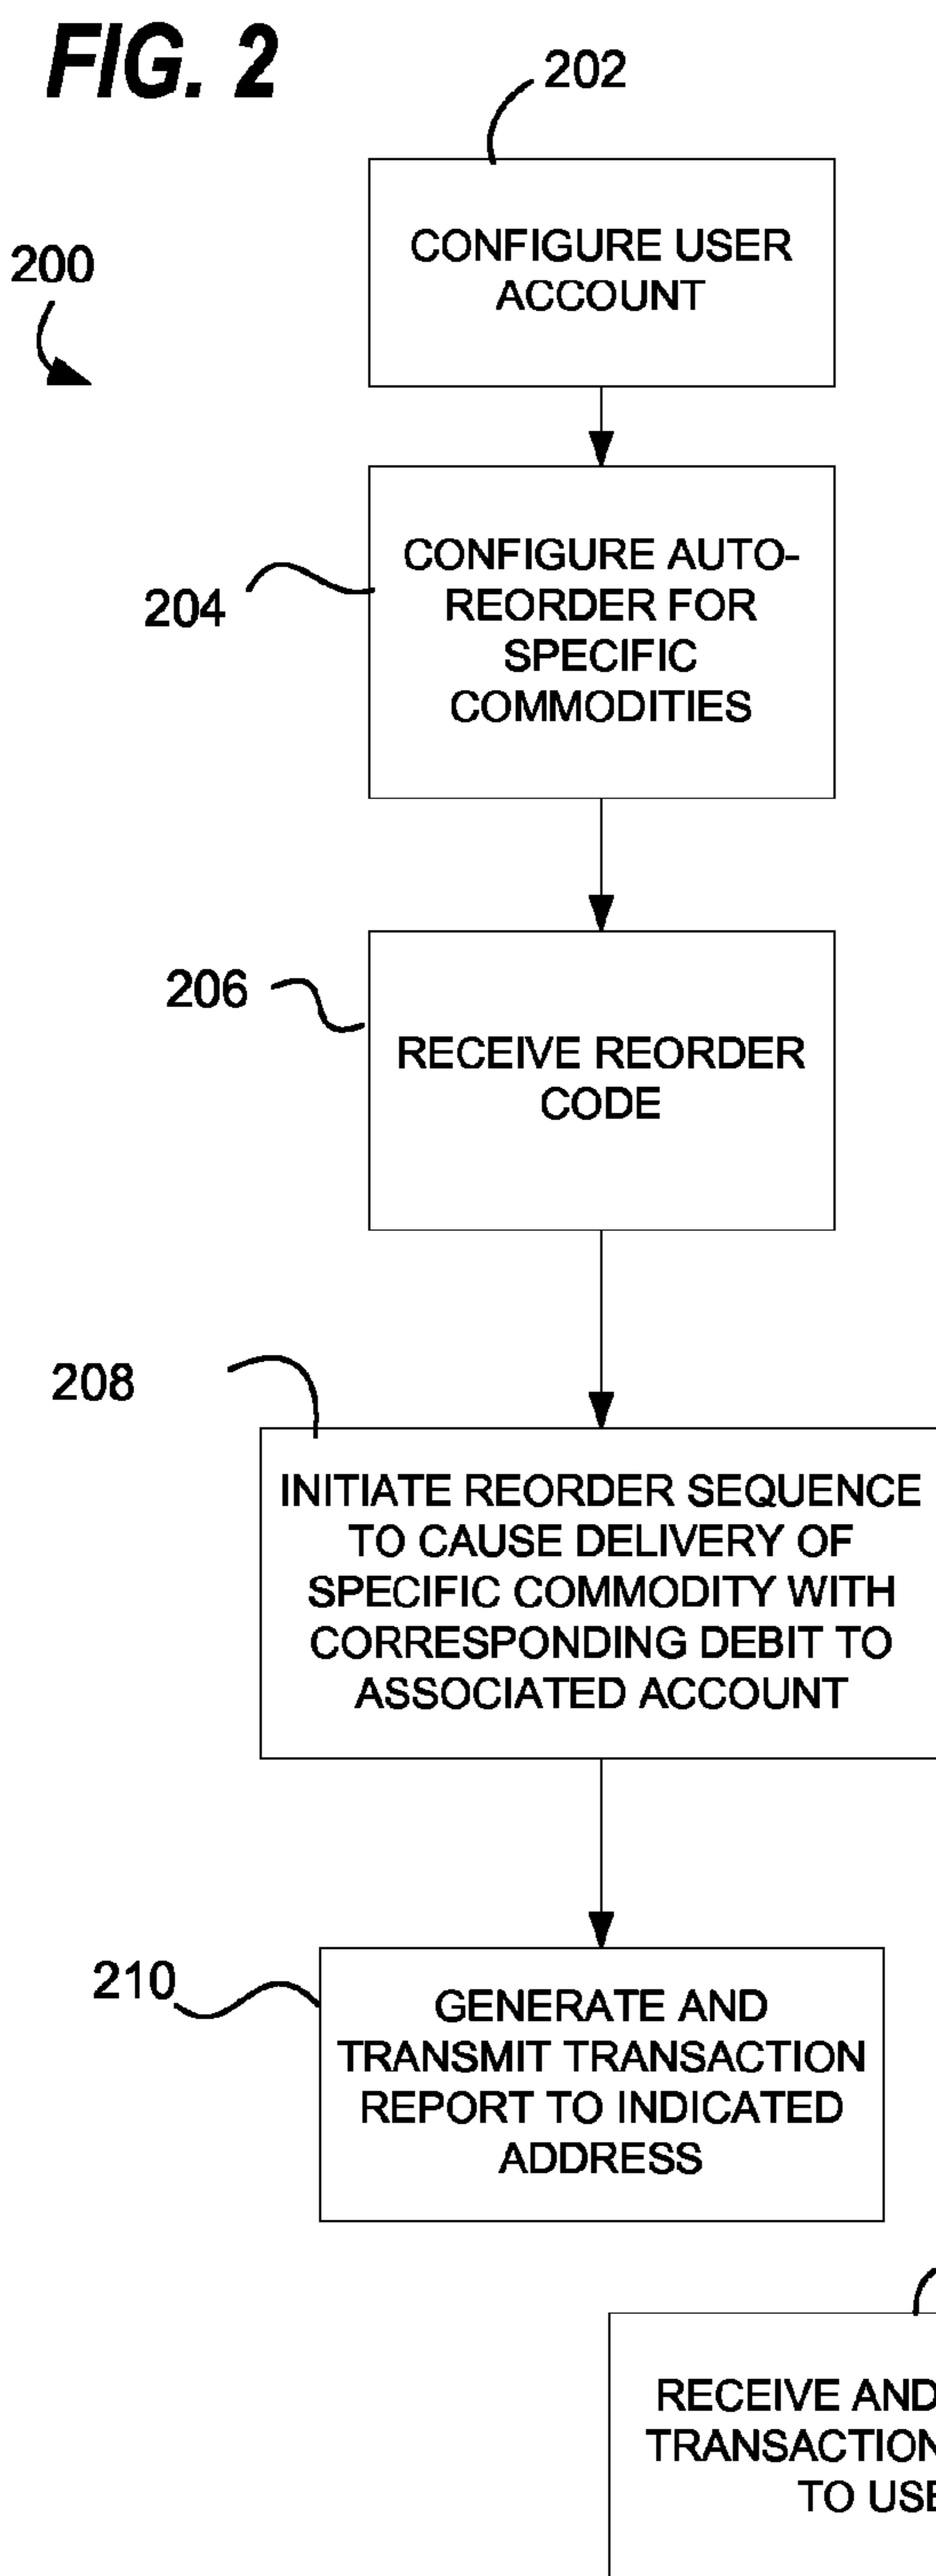 FIG. 2
202
CONFIGURE USER
ACCOUNT
200
CONFIGURE AUTO-
REORDER FOR
SPECIFIC
COMMODITIES
204
206
RECEIVE REORDER
CODE
208
INITIATE REORDER SEQUENCE
TO CAUSE DELIVERY OF
SPECIFIC COMMODITY WITH
CORRESPONDING DEBIT TO
ASSOCIATED ACCOUNT
210
GENERATE AND
TRANSMIT TRANSACTION
REPORT TO INDICATED
ADDRESS
RECEIVE AND
TRANSACTION
TO